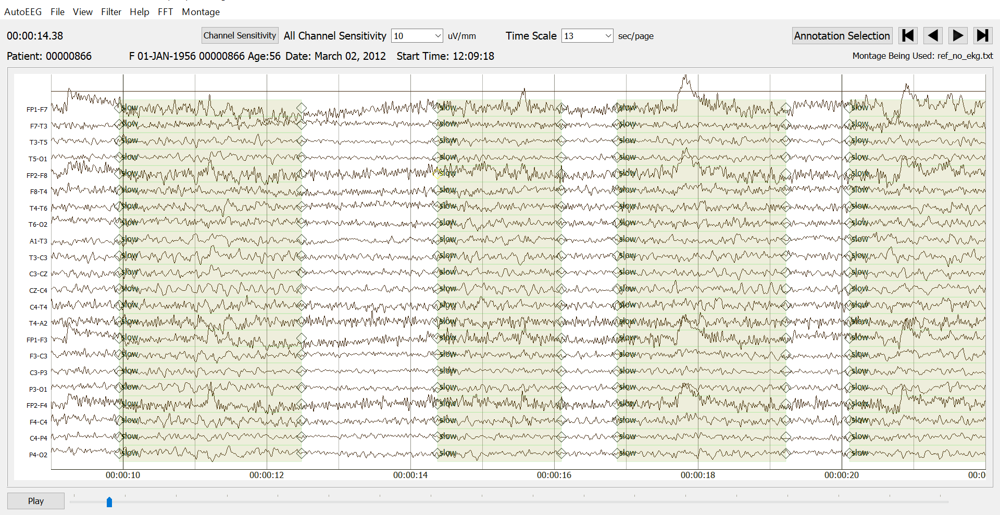 AutoEEG File View Filter Help FFT Montage
00:00:14.38 Channel Sensitivity All Channel Sensitivity 10 uV/mm Time Scale 13 sec/page Annotation Selection
Patient: 00000866 F 01-JAN-1956 00000866 Age:56 Date: March 02, 2012 Start Time: 12:09:18 Montage Being Used: ref_no_ekg.txt
FP1-F7 slow slow slow slow
F7-T3 slow slow slow slow
T3-T5 slow slow slow slow
T5-O1 slow slow slow slow
FP2-F8 slow slow slow slow
F8-T4 slow slow slow slow
T4-T6 slow slow slow slow
T6-O2 slow slow slow slow
A1-T3 slow slow slow slow
T3-C3 slow slow slow slow
C3-CZ slow slow slow slow
CZ-C4 slow slow slow slow
C4-T4 slow slow slow slow
T4-A2 slow slow slow slow
FP1-F3 slow slow slow slow
F3-C3 slow slow slow slow
C3-P3 slow slow slow slow
P3-O1 slow slow slow slow
FP2-F4 slow slow slow slow
F4-C4 slow slow slow slow
C4-P4 slow slow slow slow
P4-O2 slow slow slow slow
00:00:10 00:00:12 00:00:14 00:00:16 00:00:18 00:00:20 00:0
Play